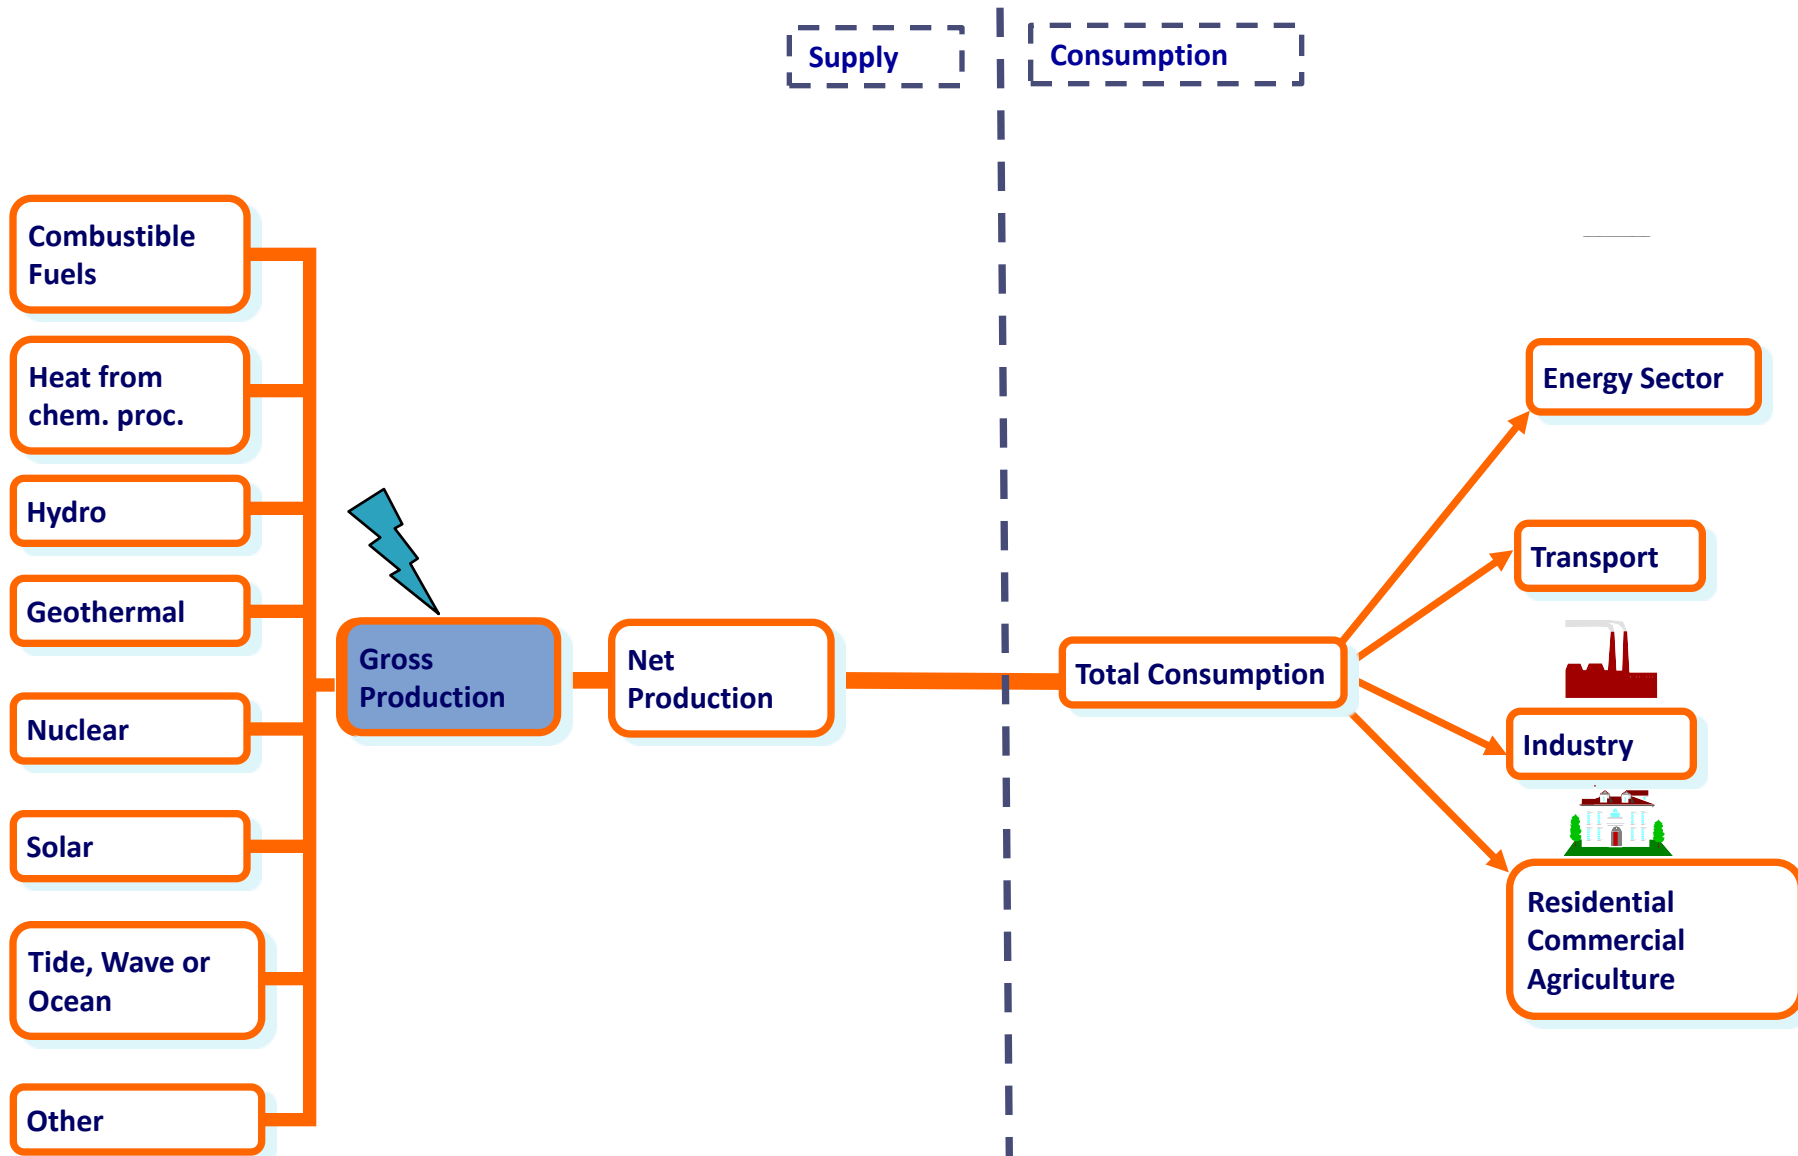 Supply
Consumption
Combustible
Fuels
Heat from
chem. proc.
Hydro
Geothermal
Nuclear
Solar
Tide, Wave or
Ocean
Other
Gross
Production
Net
Production
Total Consumption
Energy Sector
Transport
Industry
Residential
Commercial
Agriculture